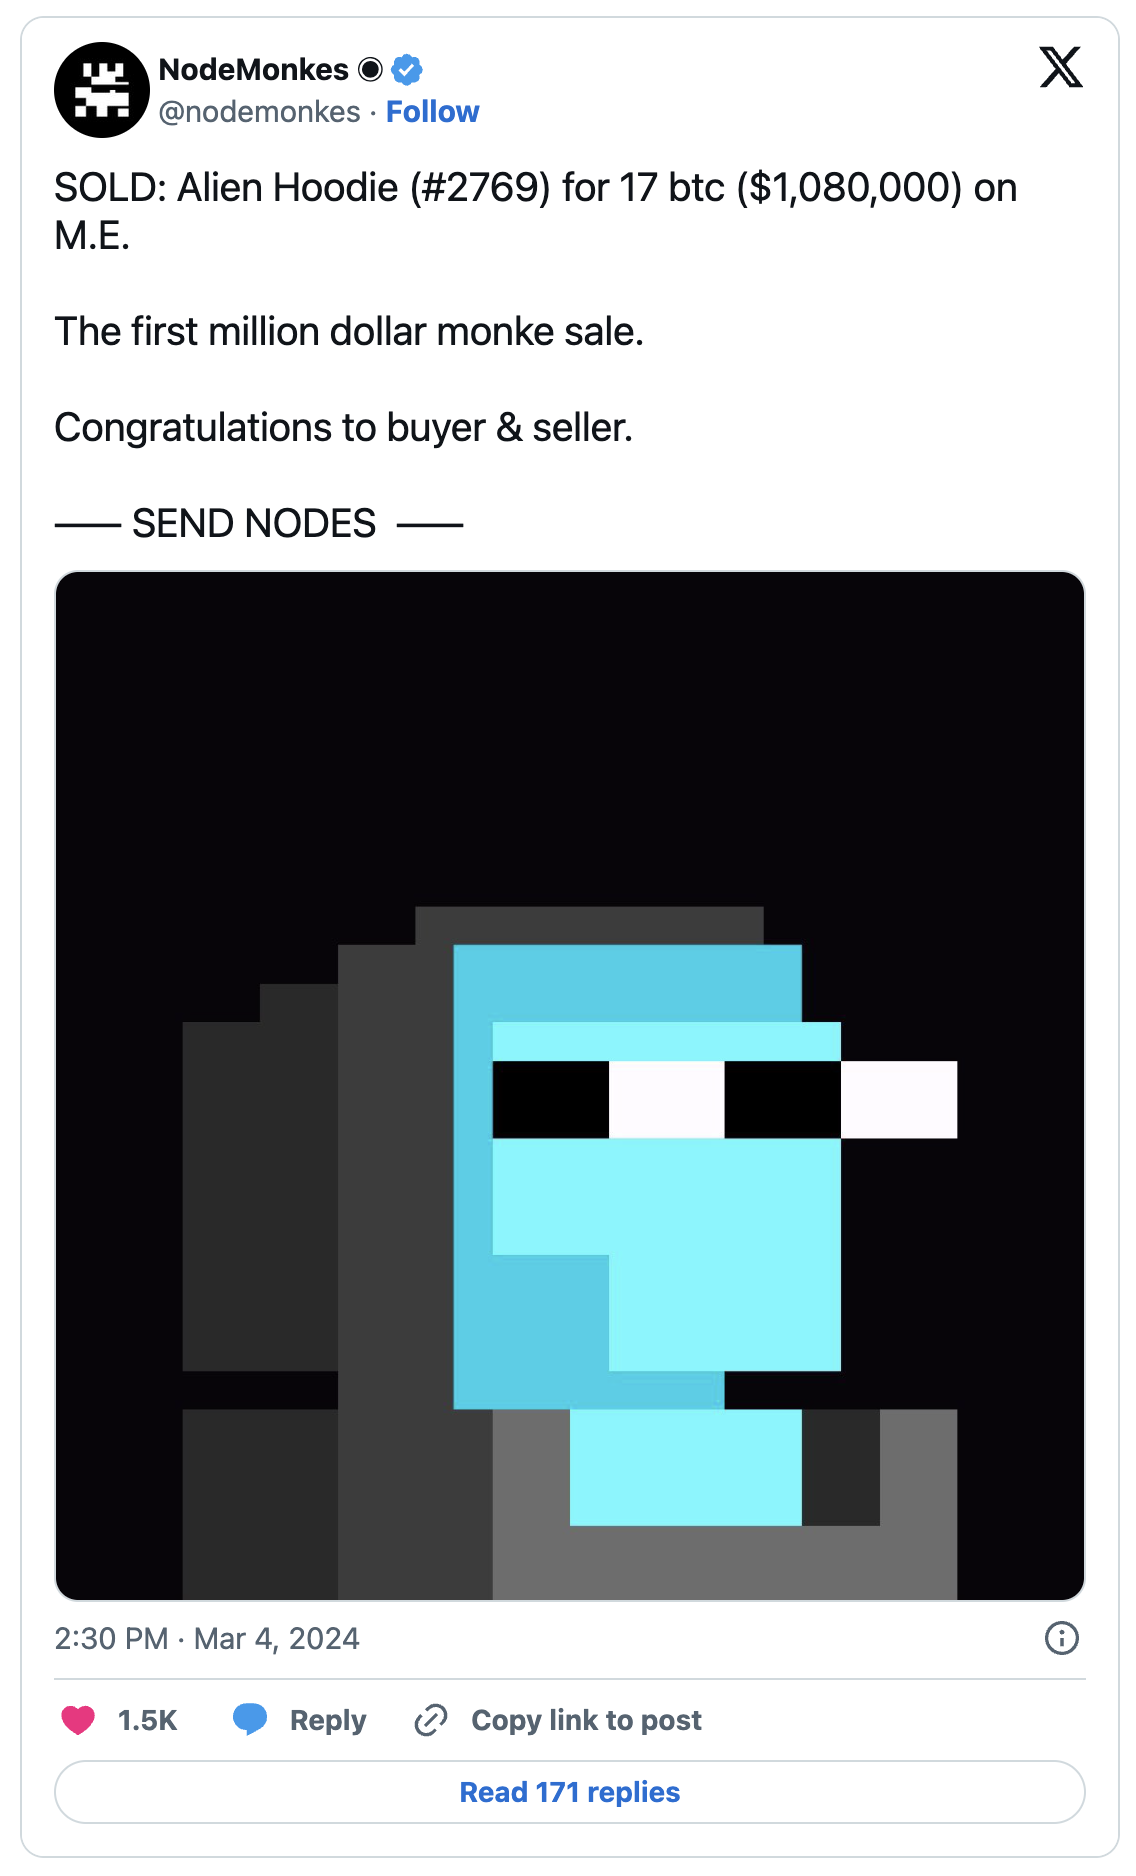 NodeMonkes ◉
@nodemonkes · Follow
SOLD: Alien Hoodie (#2769) for 17 btc ($1,080,000) on
M.E.
The first million dollar monke sale.
Congratulations to buyer & seller.
—— SEND NODES ——
2:30 PM · Mar 4, 2024
1.5K Reply Copy link to post
Read 171 replies